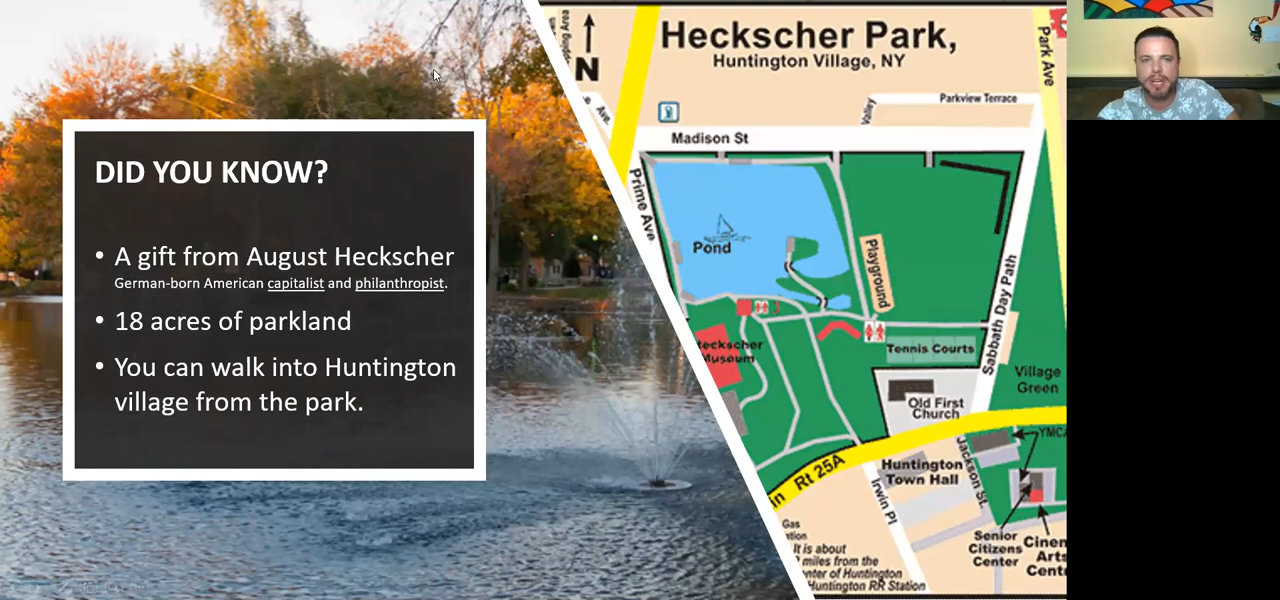 DID YOU KNOW?
• A gift from August Heckscher
German-born American capitalist and philanthropist.
• 18 acres of parkland
• You can walk into Huntington
village from the park.
Heckscher Park,
Huntington Village, NY
N
Park Ave
Ave.
Valley
Parkview Terrace
Madison St
Prime Ave
Pond
Playground
Sabbath Day Path
Museum
Tennis Courts
Village
Green
Old First
Church
YMCA
Rt 25A
Huntington
Town Hall
Jackson St.
Irwin Pl
Senior
Citizens
Center
Arts
Gas
It is about
miles from the
of Huntington
Huntington RR Station